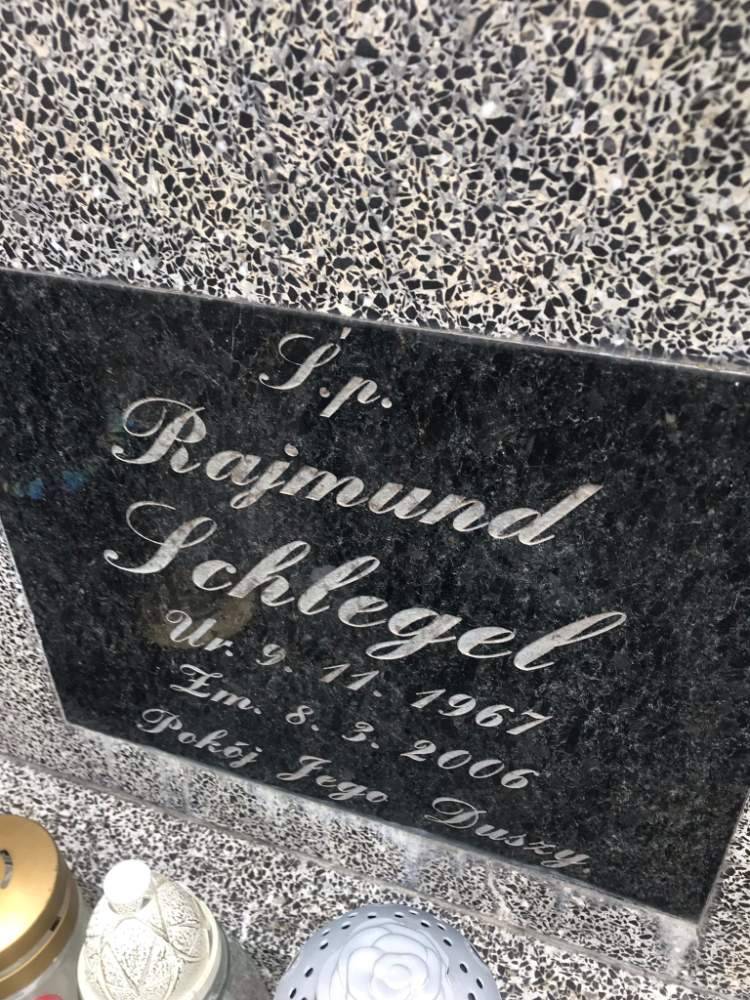 Ś.p.
Rajmund
Schlegel
Ur. 9. 11. 1967
Zm. 8. 3. 2006
Pokój Jego Duszy